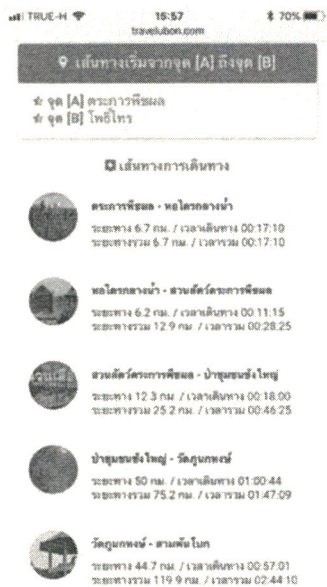 TRUE-H 16:57 70%
travelubon.com
เส้นทางเริ่มจากจุด [A] ถึงจุด [B]
จุด [A] ตระการพืชผล
จุด [B] โพธิ์ไทร
เส้นทางการเดินทาง
ตระการพืชผล - หอไตรกลางน้ำ
ระยะทาง 6.7 กม. / เวลาเดินทาง 00:17:10
ระยะทางรวม 6.7 กม. / เวลารวม 00:17:10
หอไตรกลางน้ำ - สวนสัตว์ตระการพืชผล
ระยะทาง 6.2 กม. / เวลาเดินทาง 00:11:15
ระยะทางรวม 12.9 กม. / เวลารวม 00:28:25
สวนสัตว์ตระการพืชผล - ป่าชุมชนช้งใหญ่
ระยะทาง 12.3 กม. / เวลาเดินทาง 00:18:00
ระยะทางรวม 25.2 กม. / เวลารวม 00:46:25
ป่าชุมชนช้งใหญ่ - วัดภูนกหงษ์
ระยะทาง 50 กม. / เวลาเดินทาง 01:00:44
ระยะทางรวม 75.2 กม. / เวลารวม 01:47:09
วัดภูนกหงษ์ - สามพันโบก
ระยะทาง 44.7 กม. / เวลาเดินทาง 00:57:01
ระยะทางรวม 119.9 กม. / เวลารวม 02:44:10